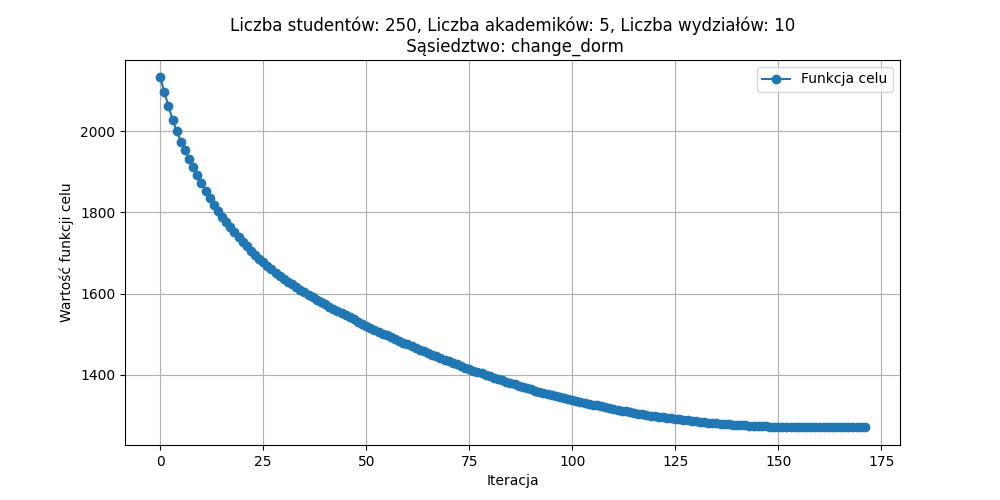 Liczba studentów: 250, Liczba akademików: 5, Liczba wydziałów: 10
Sąsiedztwo: change_dorm
Funkcja celu
2000
1800
1600
1400
Wartość funkcji celu
0 25 50 75 100 125 150 175
Iteracja